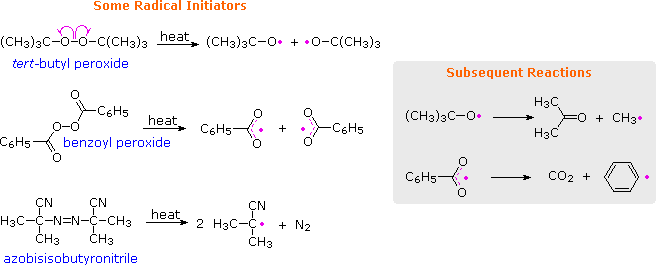 Some Radical Initiators
(CH₃)₃C—O—O—C(CH₃)₃ heat (CH₃)₃C—O• + •O—C(CH₃)₃
tert-butyl peroxide
Subsequent Reactions
(CH₃)₃C—O• H₃C H₃C O + CH₃•
O C₆H₅ O O C₆H₅ O heat C₆H₅ O O • + • O O C₆H₅
benzoyl peroxide
C₆H₅ O O • CO₂ + •
CN CN heat CN
H₃C N=N CH₃ 2 H₃C • + N₂
CH₃ CH₃ CH₃
azobisisobutyronitrile